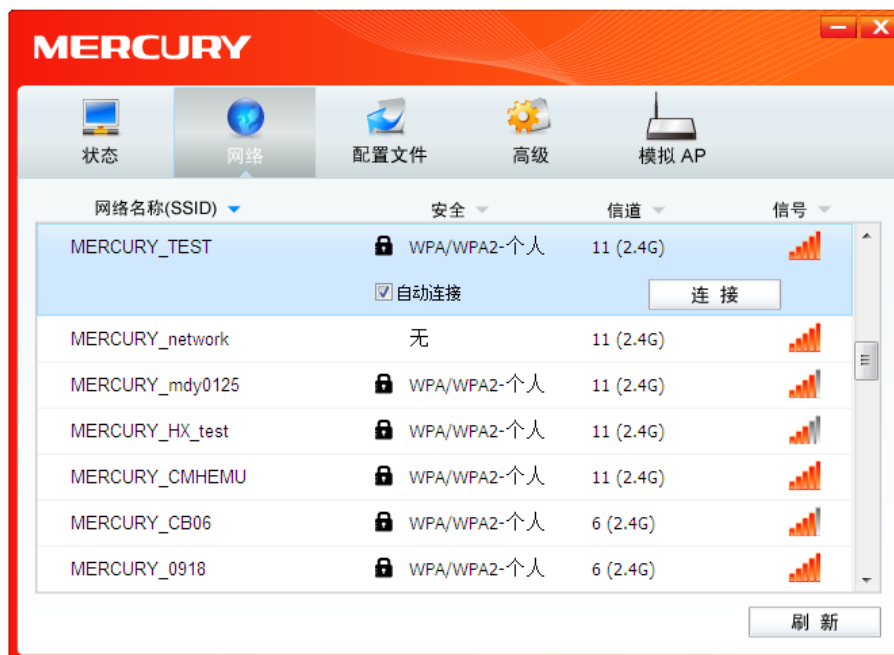 MERCURY
状态 网络 配置文件 高级 模拟 AP
网络名称(SSID) 安全 信道 信号
MERCURY_TEST WPA/WPA2-个人 11 (2.4G)
自动连接 连 接
MERCURY_network 无 11 (2.4G)
MERCURY_mdy0125 WPA/WPA2-个人 11 (2.4G)
MERCURY_HX_test WPA/WPA2-个人 11 (2.4G)
MERCURY_CMHEMU WPA/WPA2-个人 11 (2.4G)
MERCURY_CB06 WPA/WPA2-个人 6 (2.4G)
MERCURY_0918 WPA/WPA2-个人 6 (2.4G)
刷 新